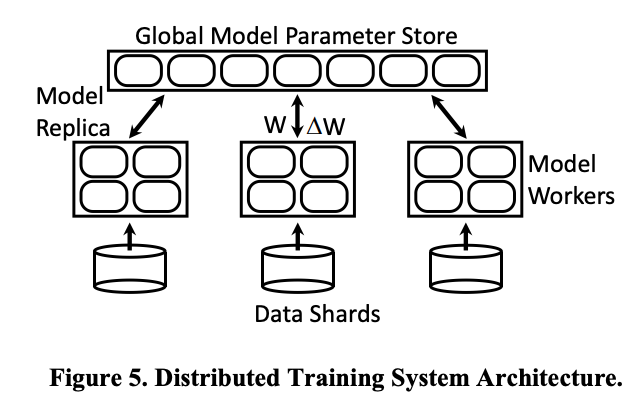 Global Model Parameter Store
Model
Replica
W ΔW
Model
Workers
Data Shards
Figure 5. Distributed Training System Architecture.